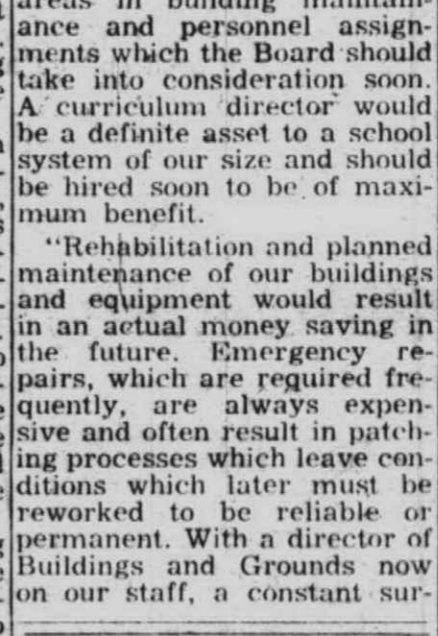 areas in building maintain-
ance and personnel assign-
ments which the Board should
take into consideration soon.
A curriculum director would
be a definite asset to a school
system of our size and should
be hired soon to be of maxi-
mum benefit.
"Rehabilitation and planned
maintenance of our buildings
and equipment would result
in an actual money saving in
the future. Emergency re-
pairs, which are required fre-
quently, are always expen-
sive and often result in patch-
ing processes which leave con-
ditions which later must be
reworked to be reliable or
permanent. With a director of
Buildings and Grounds now
on our staff, a constant sur-